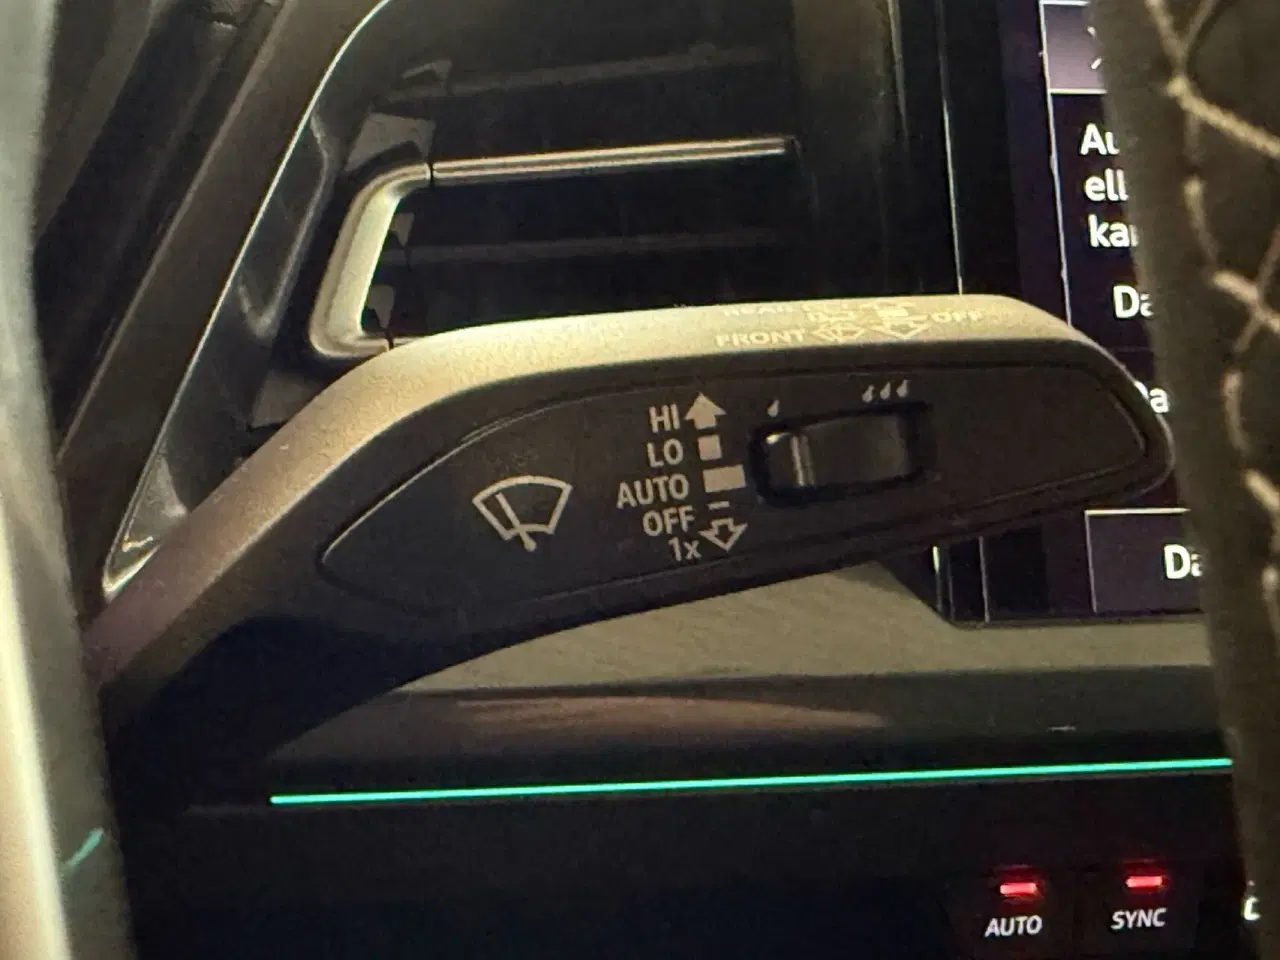 REAR
OFF
FRONT
HI
LO
AUTO
OFF
1x
AUTO
SYNC